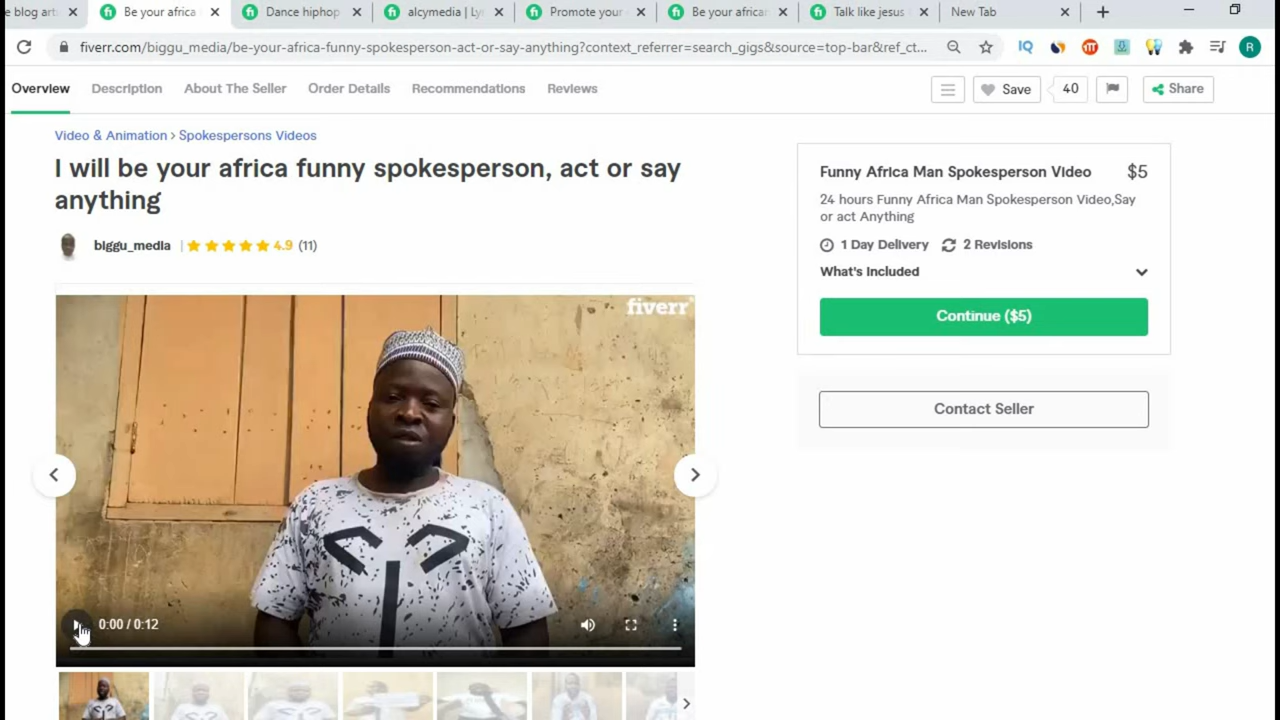 e blog art
Be your africa
Dance hiphop
alcymedia | Ly
Promote your
Be your african
Talk like jesus
New Tab
fiverr.com/biggu_media/be-your-africa-funny-spokesperson-act-or-say-anything?context_referrer=search_gigs&source=top-bar&ref_ct...
IQ
R
Overview
Description
About The Seller
Order Details
Recommendations
Reviews
Save
40
Share
Video & Animation > Spokespersons Videos
I will be your africa funny spokesperson, act or say
anything
biggu_media | 4.9 (11)
fiverr
0:00 / 0:12
Funny Africa Man Spokesperson Video $5
24 hours Funny Africa Man Spokesperson Video,Say
or act Anything
1 Day Delivery 2 Revisions
What's Included
Continue ($5)
Contact Seller